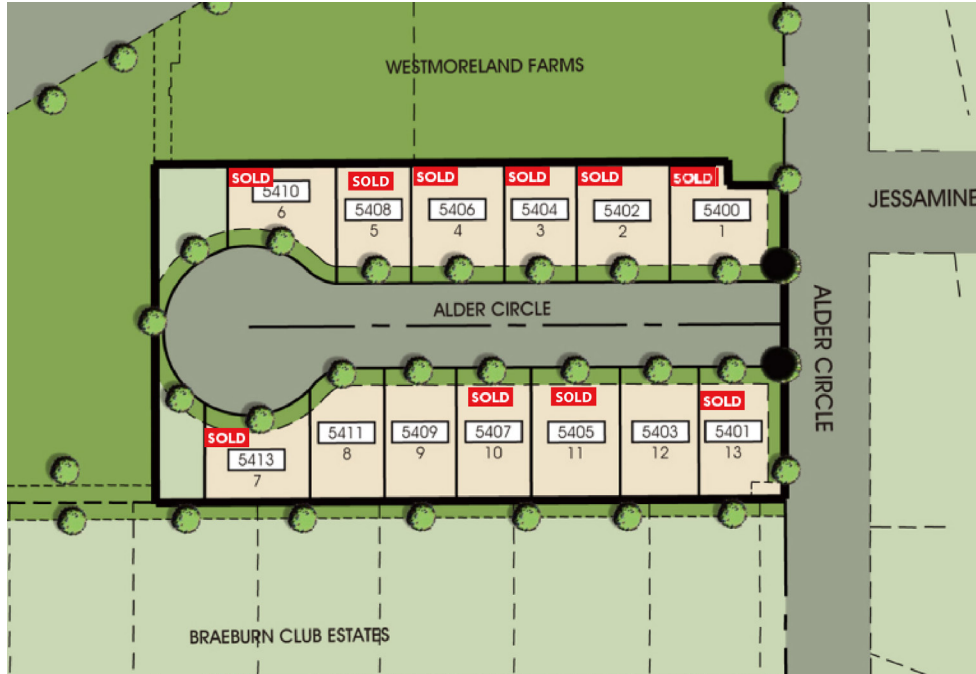 WESTMORELAND FARMS
SOLD
5410
6
SOLD
5408
5
SOLD
5406
4
SOLD
5404
3
SOLD
5402
2
SOLD
5400
1
JESSAMINE
ALDER CIRCLE
ALDER CIRCLE
SOLD
5413
7
5411
8
5409
9
SOLD
5407
10
SOLD
5405
11
5403
12
SOLD
5401
13
BRAEBURN CLUB ESTATES